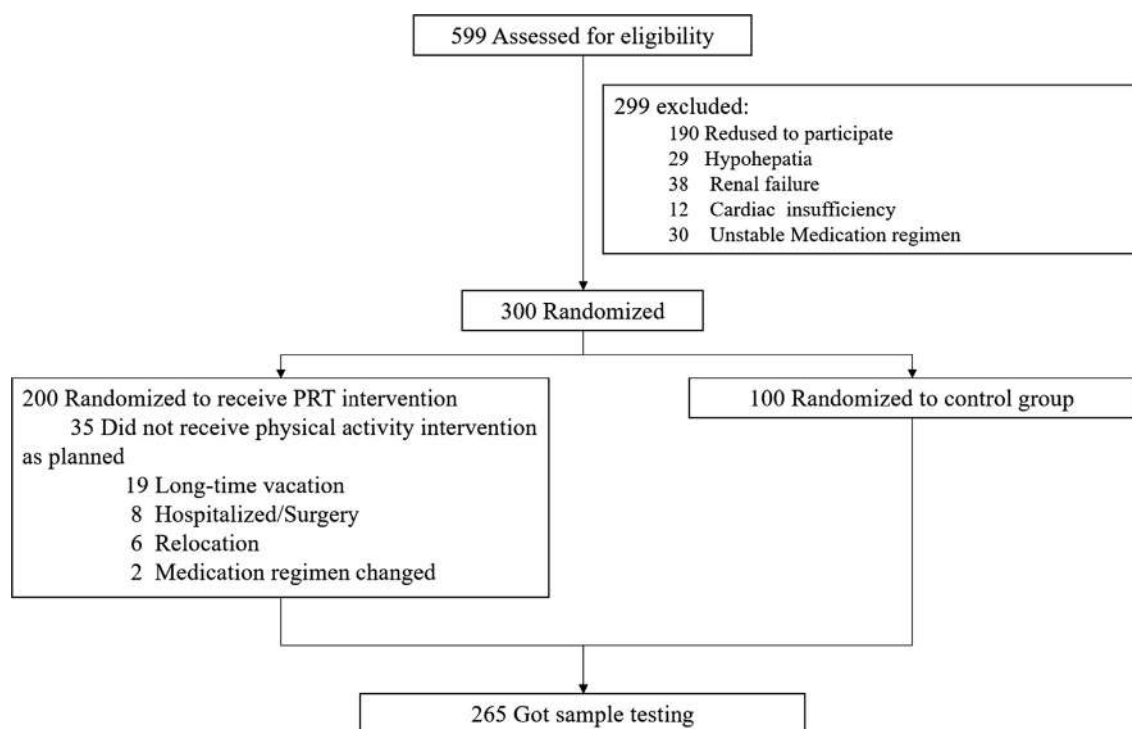 599 Assessed for eligibility
299 excluded:
190 Redused to participate
29 Hypohepatia
38 Renal failure
12 Cardiac insufficiency
30 Unstable Medication regimen
300 Randomized
200 Randomized to receive PRT intervention
35 Did not receive physical activity intervention
as planned
19 Long-time vacation
8 Hospitalized/Surgery
6 Relocation
2 Medication regimen changed
100 Randomized to control group
265 Got sample testing